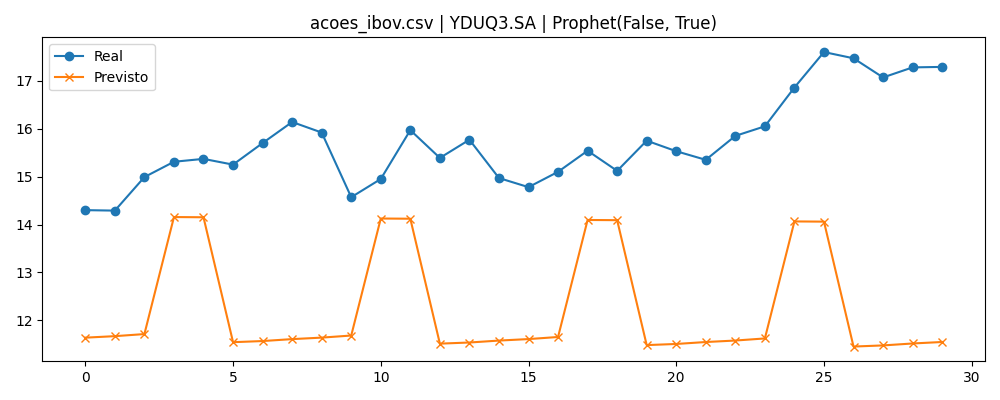 acoes_ibov.csv | YDUQ3.SA | Prophet(False, True)
Real
Previsto
17
16
15
14
13
12
0 5 10 15 20 25 30